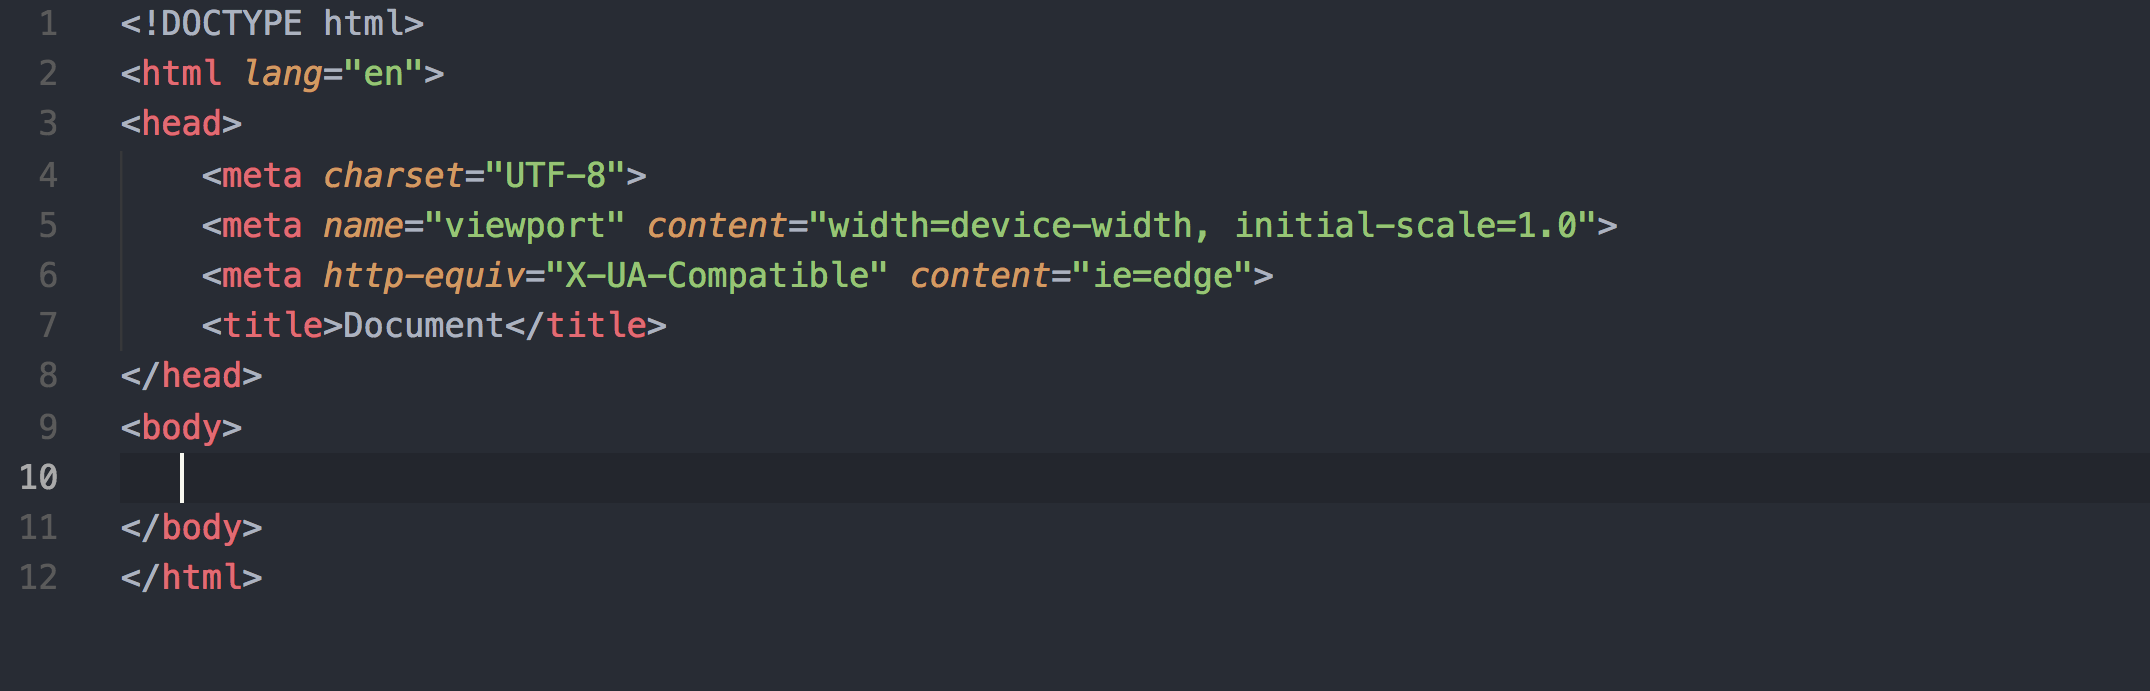 1 <!DOCTYPE html>
2 <html lang="en">
3 <head>
4     <meta charset="UTF-8">
5     <meta name="viewport" content="width=device-width, initial-scale=1.0">
6     <meta http-equiv="X-UA-Compatible" content="ie=edge">
7     <title>Document</title>
8 </head>
9 <body>
10
11 </body>
12 </html>